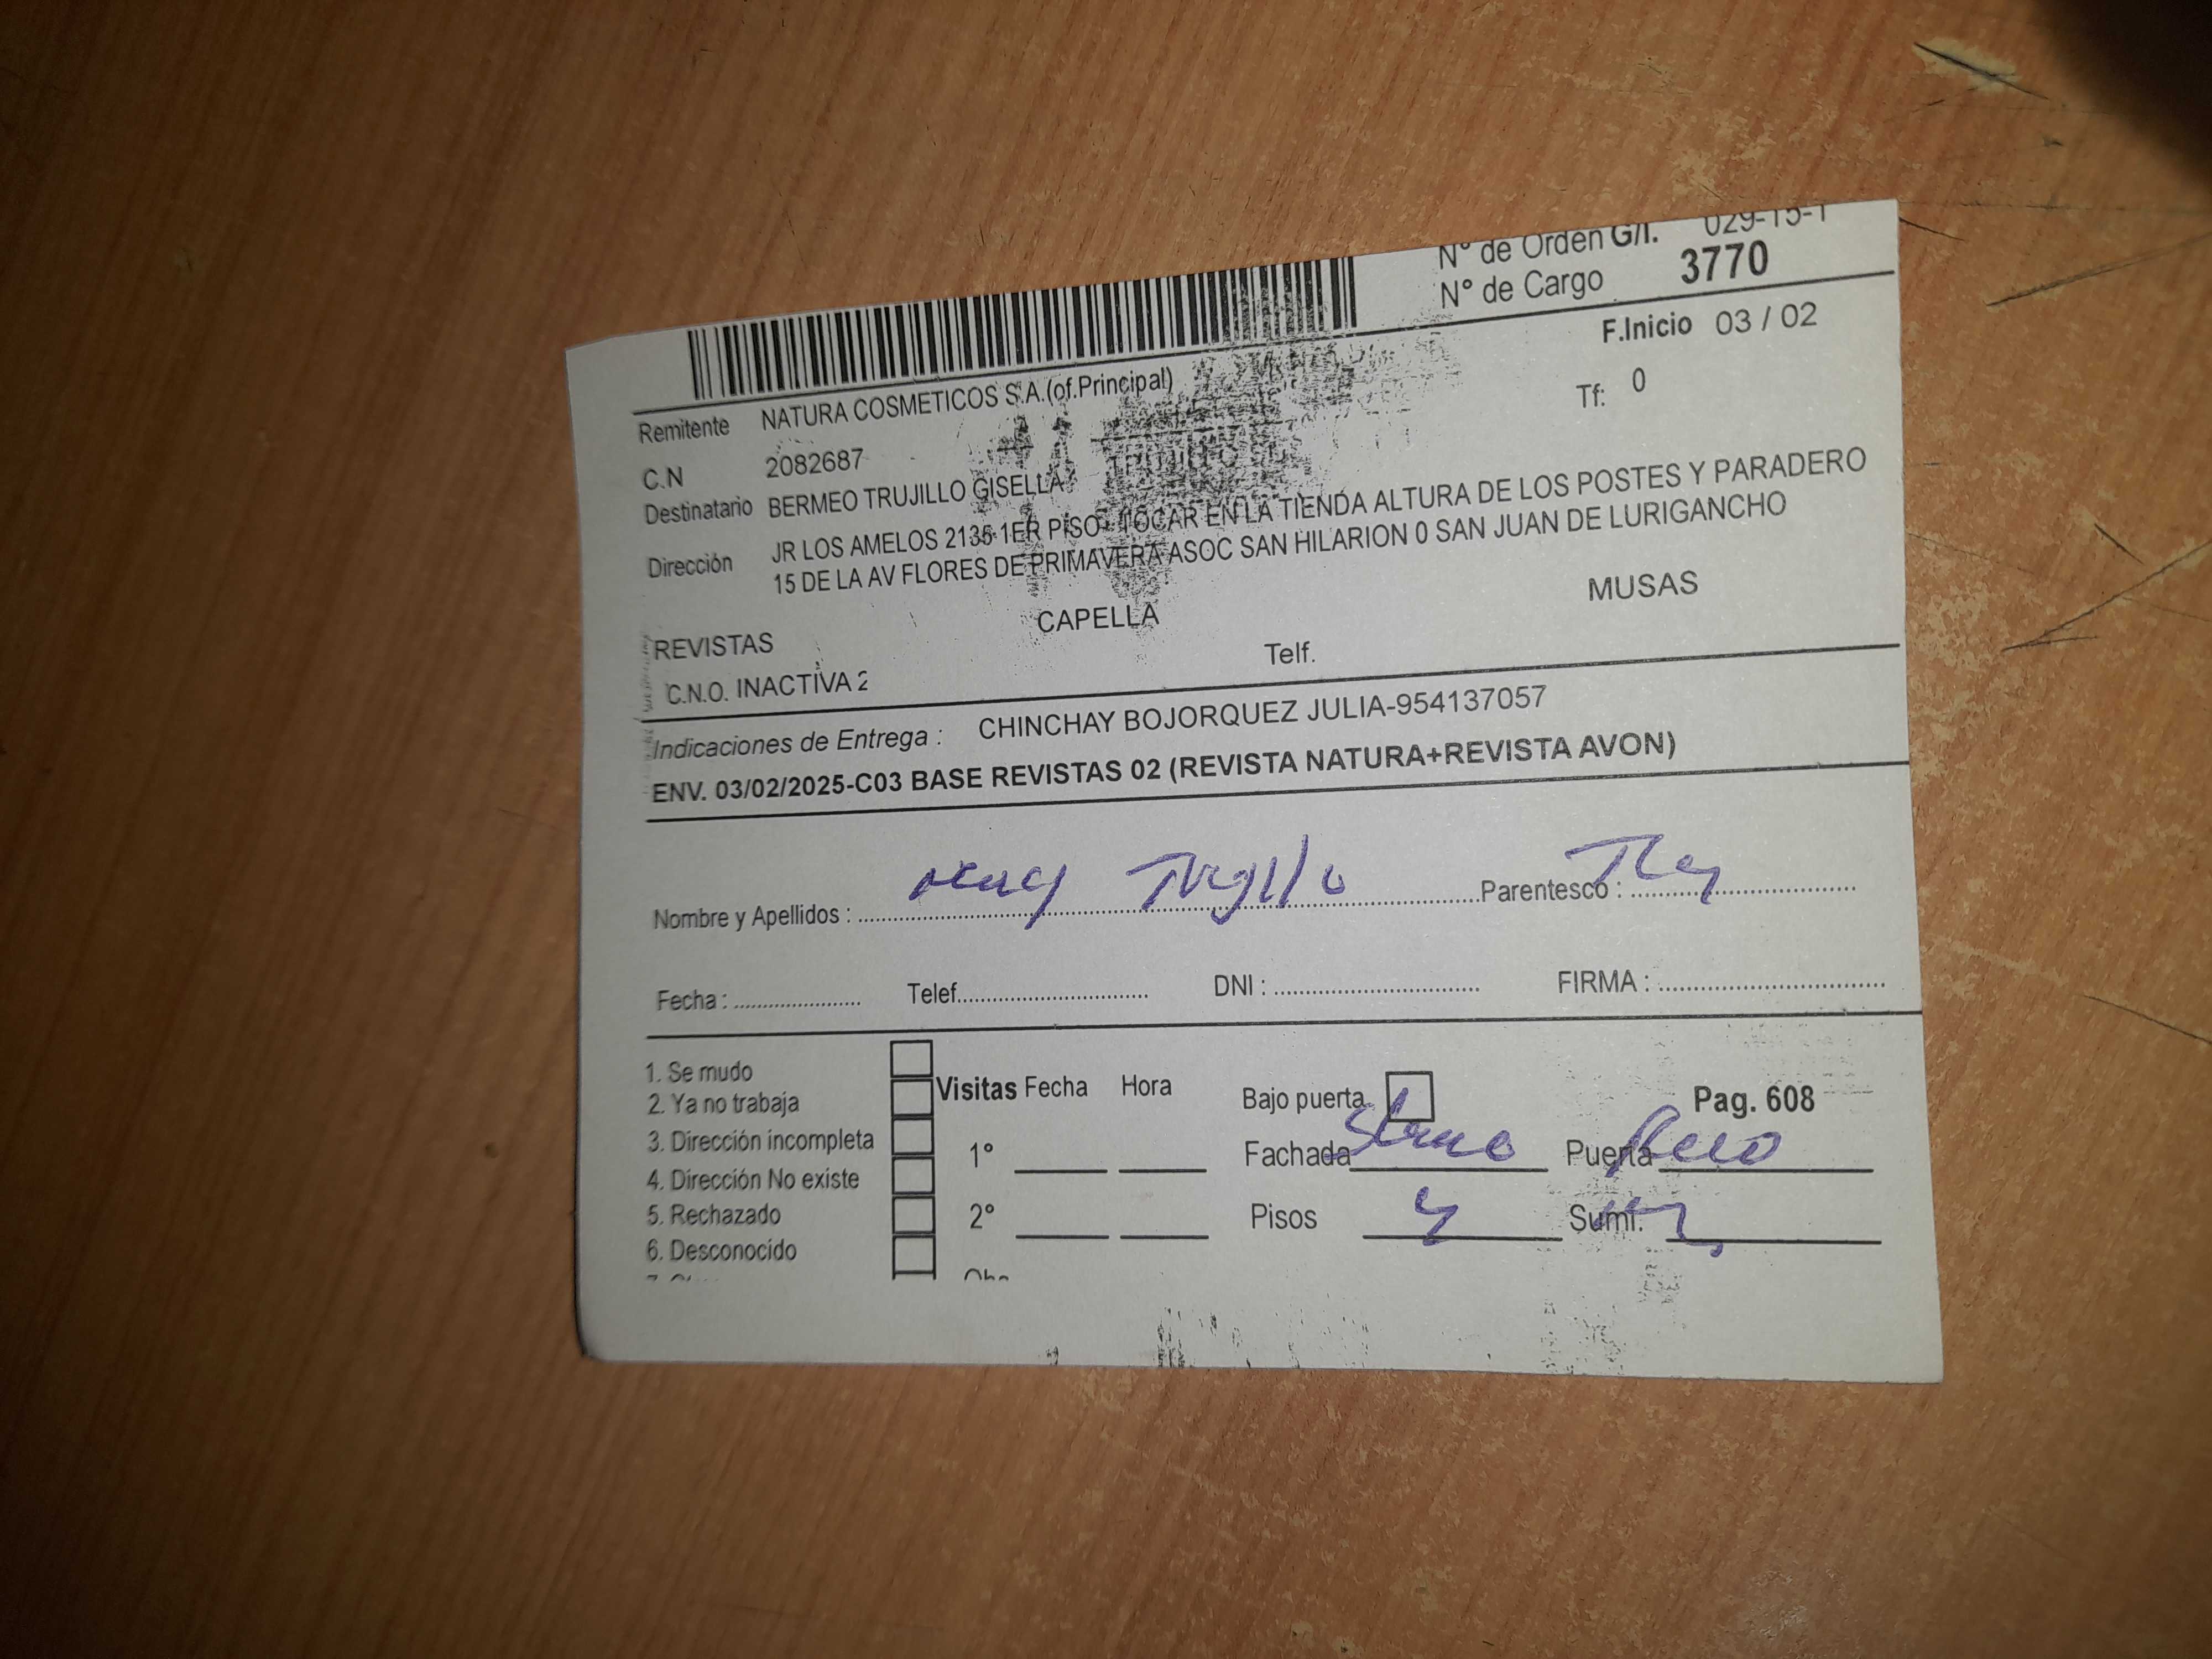 Nº de Orden G/I. 029-15-1
Nº de Cargo 3770
F.Inicio 03 / 02
Remitente NATURA COSMETICOS S.A.(of.Principal)
Tf: 0
C.N 2082687
Destinatario BERMEO TRUJILLO GISELLA
Dirección JR LOS AMELOS 2135 1ER PISO - TOCAR EN LA TIENDA ALTURA DE LOS POSTES Y PARADERO
15 DE LA AV FLORES DE PRIMAVERA ASOC SAN HILARION 0 SAN JUAN DE LURIGANCHO
REVISTAS CAPELLA MUSAS
C.N.O. INACTIVA 2 Telf.
Indicaciones de Entrega : CHINCHAY BOJORQUEZ JULIA-954137057
ENV. 03/02/2025-C03 BASE REVISTAS 02 (REVISTA NATURA+REVISTA AVON)
Nombre y Apellidos : Trujillo Parentesco :
Fecha : Telef. DNI : FIRMA :
1. Se mudo
2. Ya no trabaja Visitas Fecha Hora Bajo puerta Pag. 608
3. Dirección incompleta 1° Fachada Puerta
4. Dirección No existe
5. Rechazado 2° Pisos 4 Sumi.
6. Desconocido